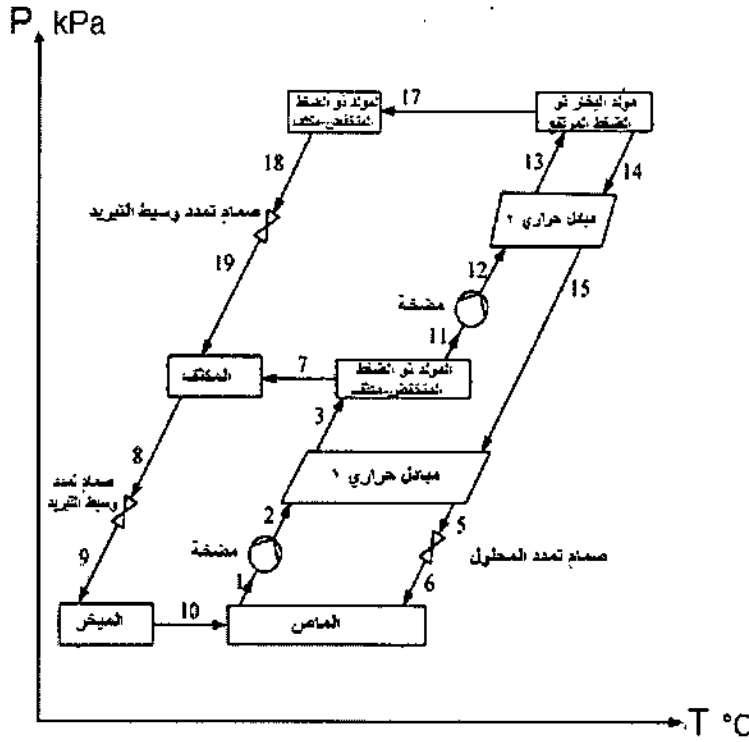 P kPa
17
المولد ذو الضغط
المنخفض-مكثف
مولد البخار ذو
الضغط المرتفع
18
13
14
صمام تمدد وسيط التبريد
مبادل حراري ٢
19
12
15
مضخة
11
المكثف
7
المولد ذو الضغط
المنخفض-مكثف
3
8
مبادل حراري ١
صمام تمدد
وسيط التبريد
2
5
مضخة
صمام تمدد المحلول
9
1
6
المبخر
10
الماص
T °C